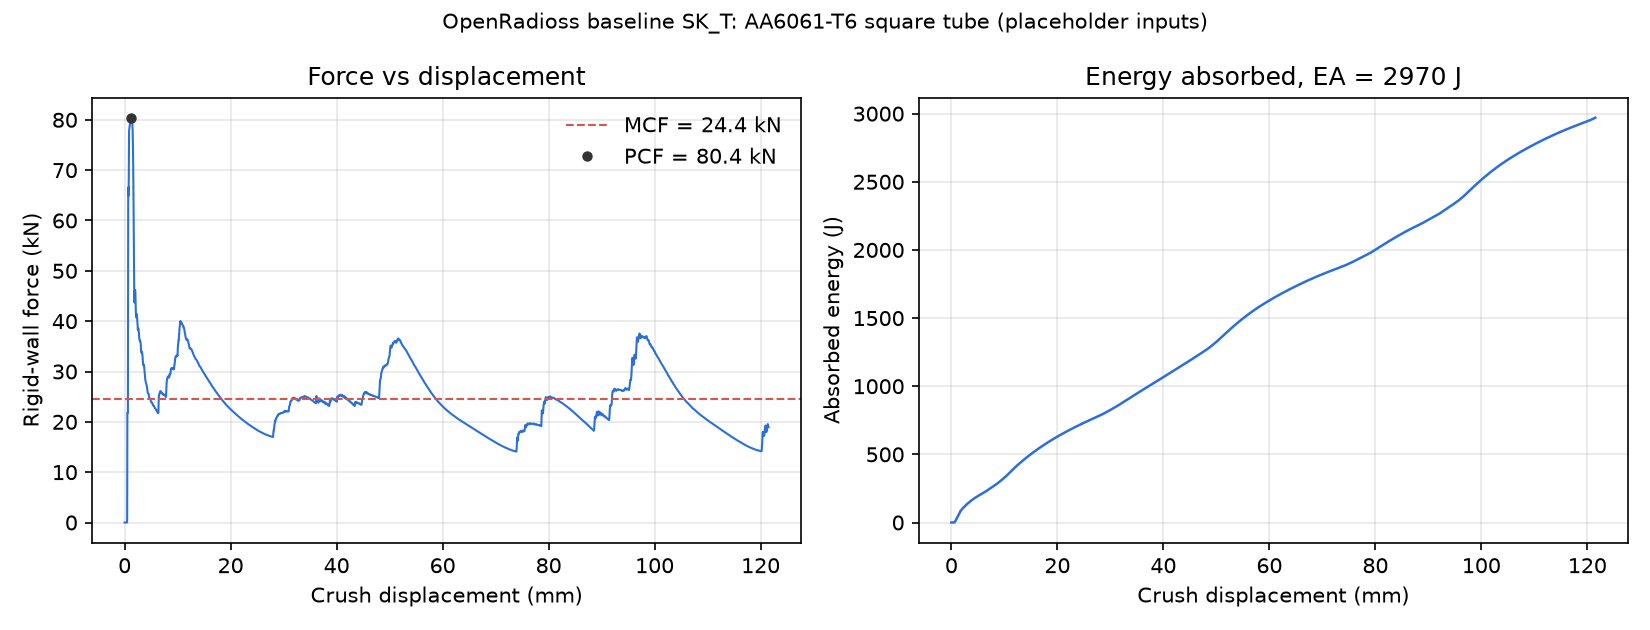 OpenRadioss baseline SK_T: AA6061-T6 square tube (placeholder inputs)
Force vs displacement
Rigid-wall force (kN)
80
70
60
50
40
30
20
10
0
MCF = 24.4 kN
PCF = 80.4 kN
0 20 40 60 80 100 120
Crush displacement (mm)
Energy absorbed, EA = 2970 J
Absorbed energy (J)
3000
2500
2000
1500
1000
500
0
0 20 40 60 80 100 120
Crush displacement (mm)